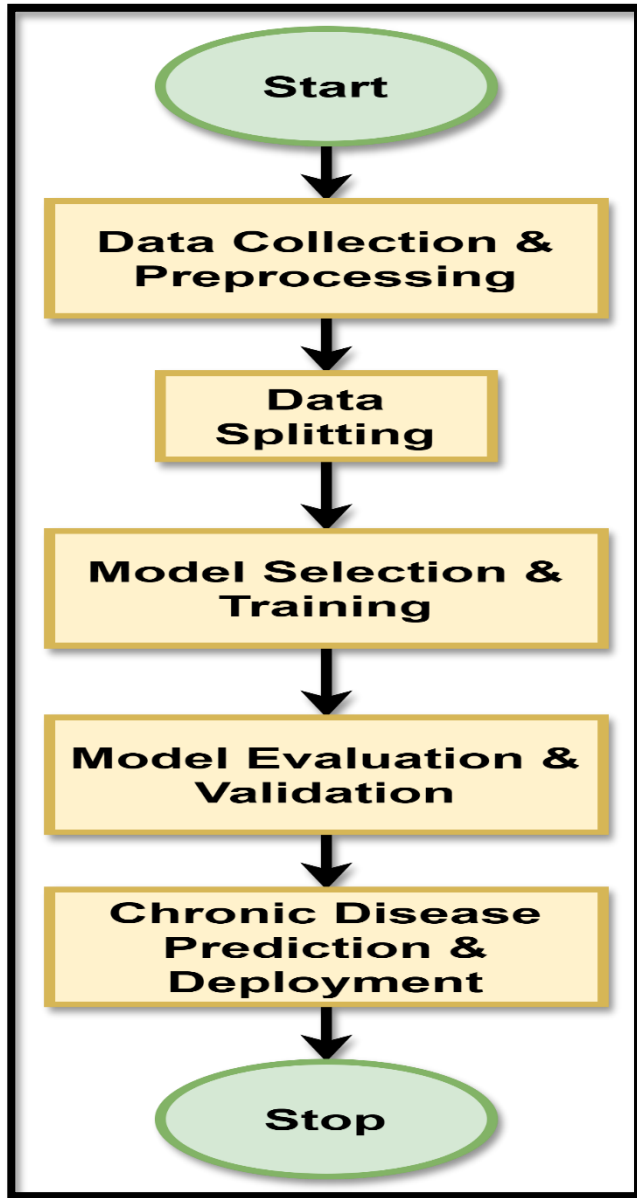 Start
Data Collection &
Preprocessing
Data
Splitting
Model Selection &
Training
Model Evaluation &
Validation
Chronic Disease
Prediction &
Deployment
Stop